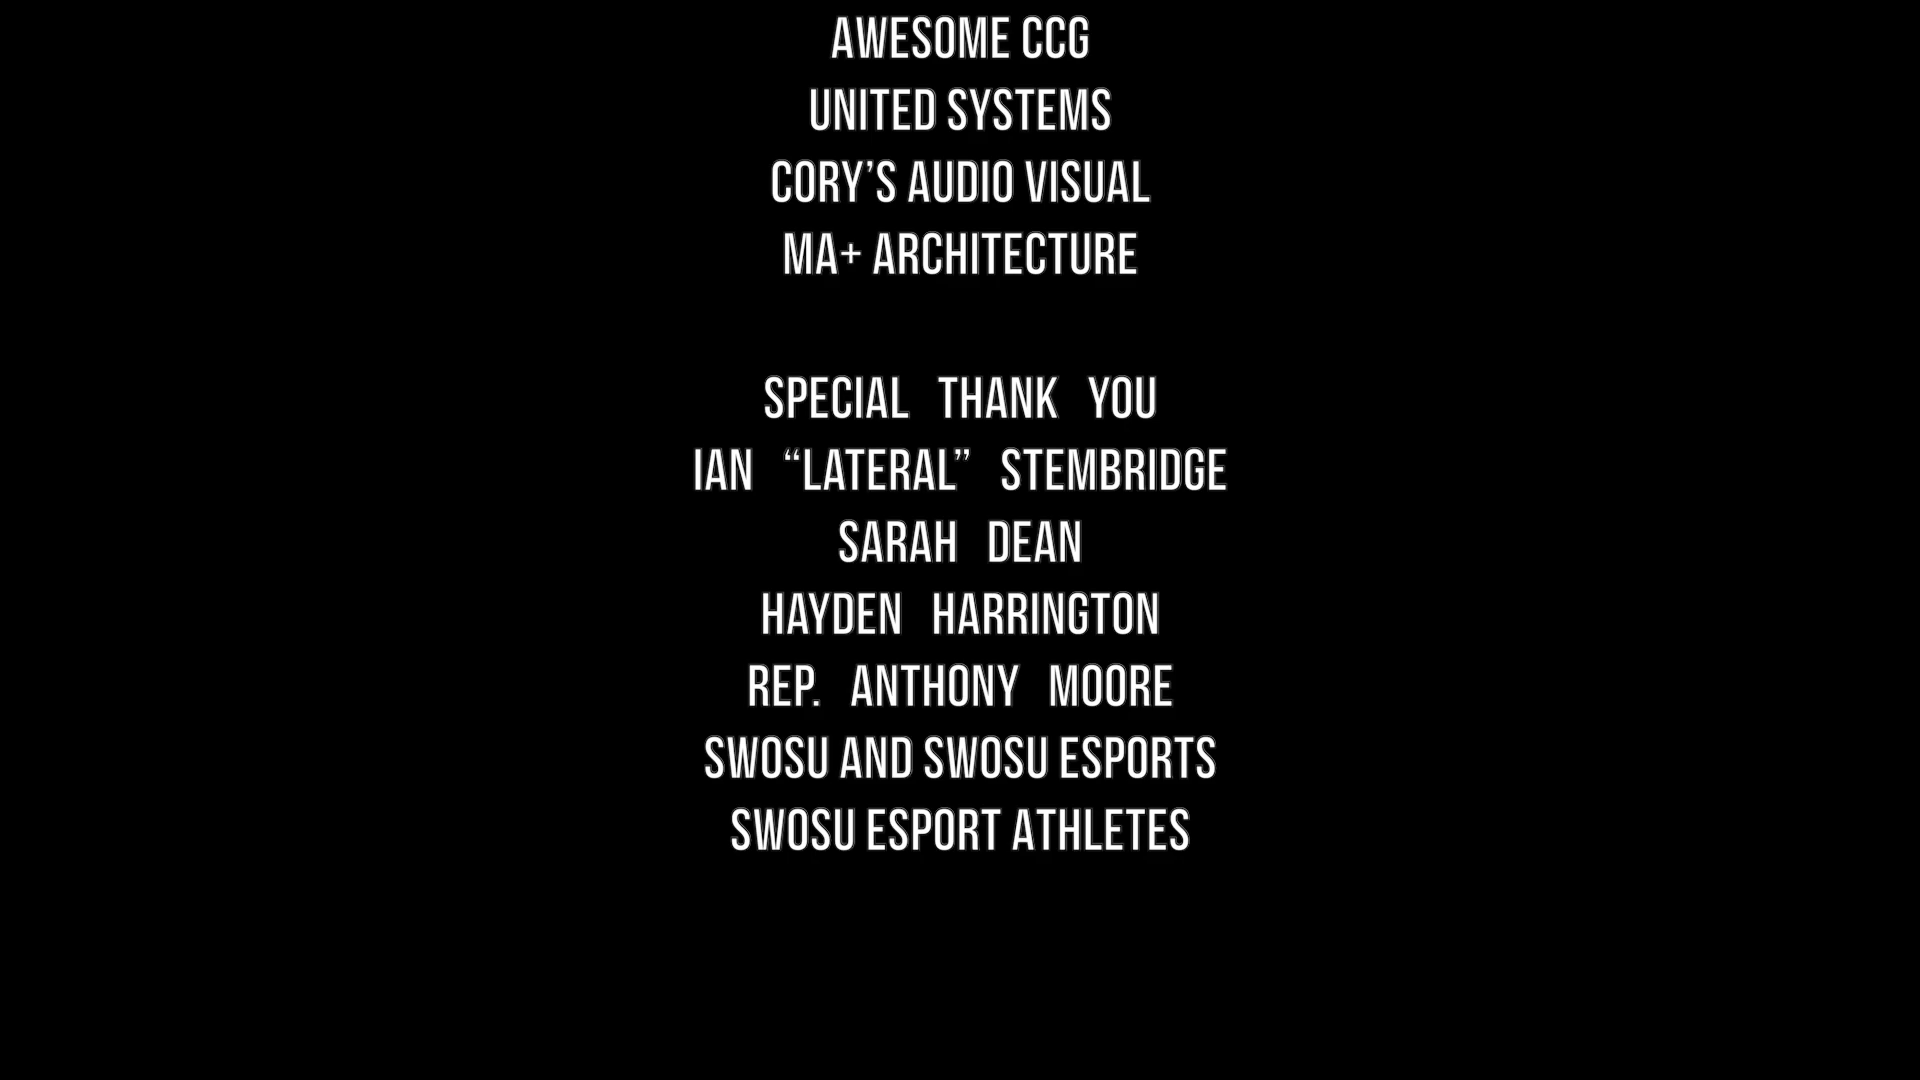 AWESOME CCG
UNITED SYSTEMS
CORY’S AUDIO VISUAL
MA+ ARCHITECTURE
SPECIAL THANK YOU
IAN “LATERAL” STEMBRIDGE
SARAH DEAN
HAYDEN HARRINGTON
REP. ANTHONY MOORE
SWOSU AND SWOSU ESPORTS
SWOSU ESPORT ATHLETES